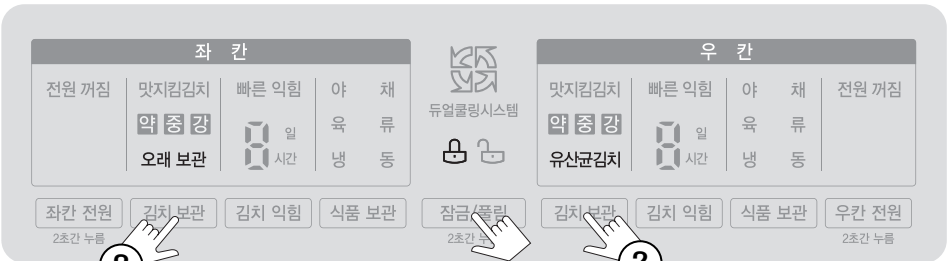 좌 칸
우 칸
전원 꺼짐 맛지킴김치 빠른 익힘 야 채
듀얼쿨링시스템
맛지킴김치 빠른 익힘 야 채 전원 꺼짐
약 중 강 일 육 류
약 중 강 일 육 류
오래 보관 시간 냉 동
유산균김치 시간 냉 동
좌칸 전원 김치 보관 김치 익힘 식품 보관 잠금/풀림 김치 보관 김치 익힘 식품 보관 우칸 전원
2초간 누름 2초간 2초간 누름